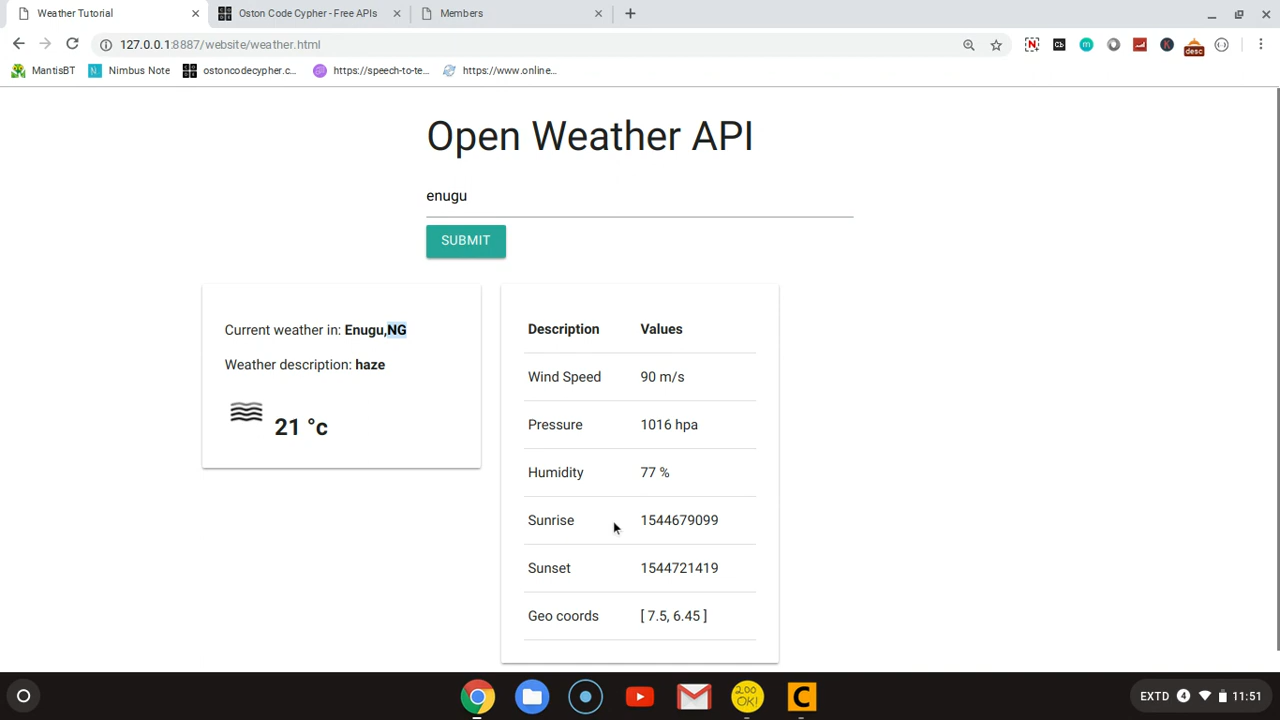 Weather Tutorial
Oston Code Cypher - Free APIs
Members
127.0.0.1:8887/website/weather.html
MantisBT
Nimbus Note
ostoncodecypher.c...
https://speech-to-te...
https://www.online...
desc
Open Weather API
enugu
SUBMIT
Current weather in: Enugu,NG
Weather description: haze
21 °c
Description Values
Wind Speed 90 m/s
Pressure 1016 hpa
Humidity 77 %
Sunrise 1544679099
Sunset 1544721419
Geo coords [ 7.5, 6.45 ]
200 OK!
C
EXTD 4 11:51